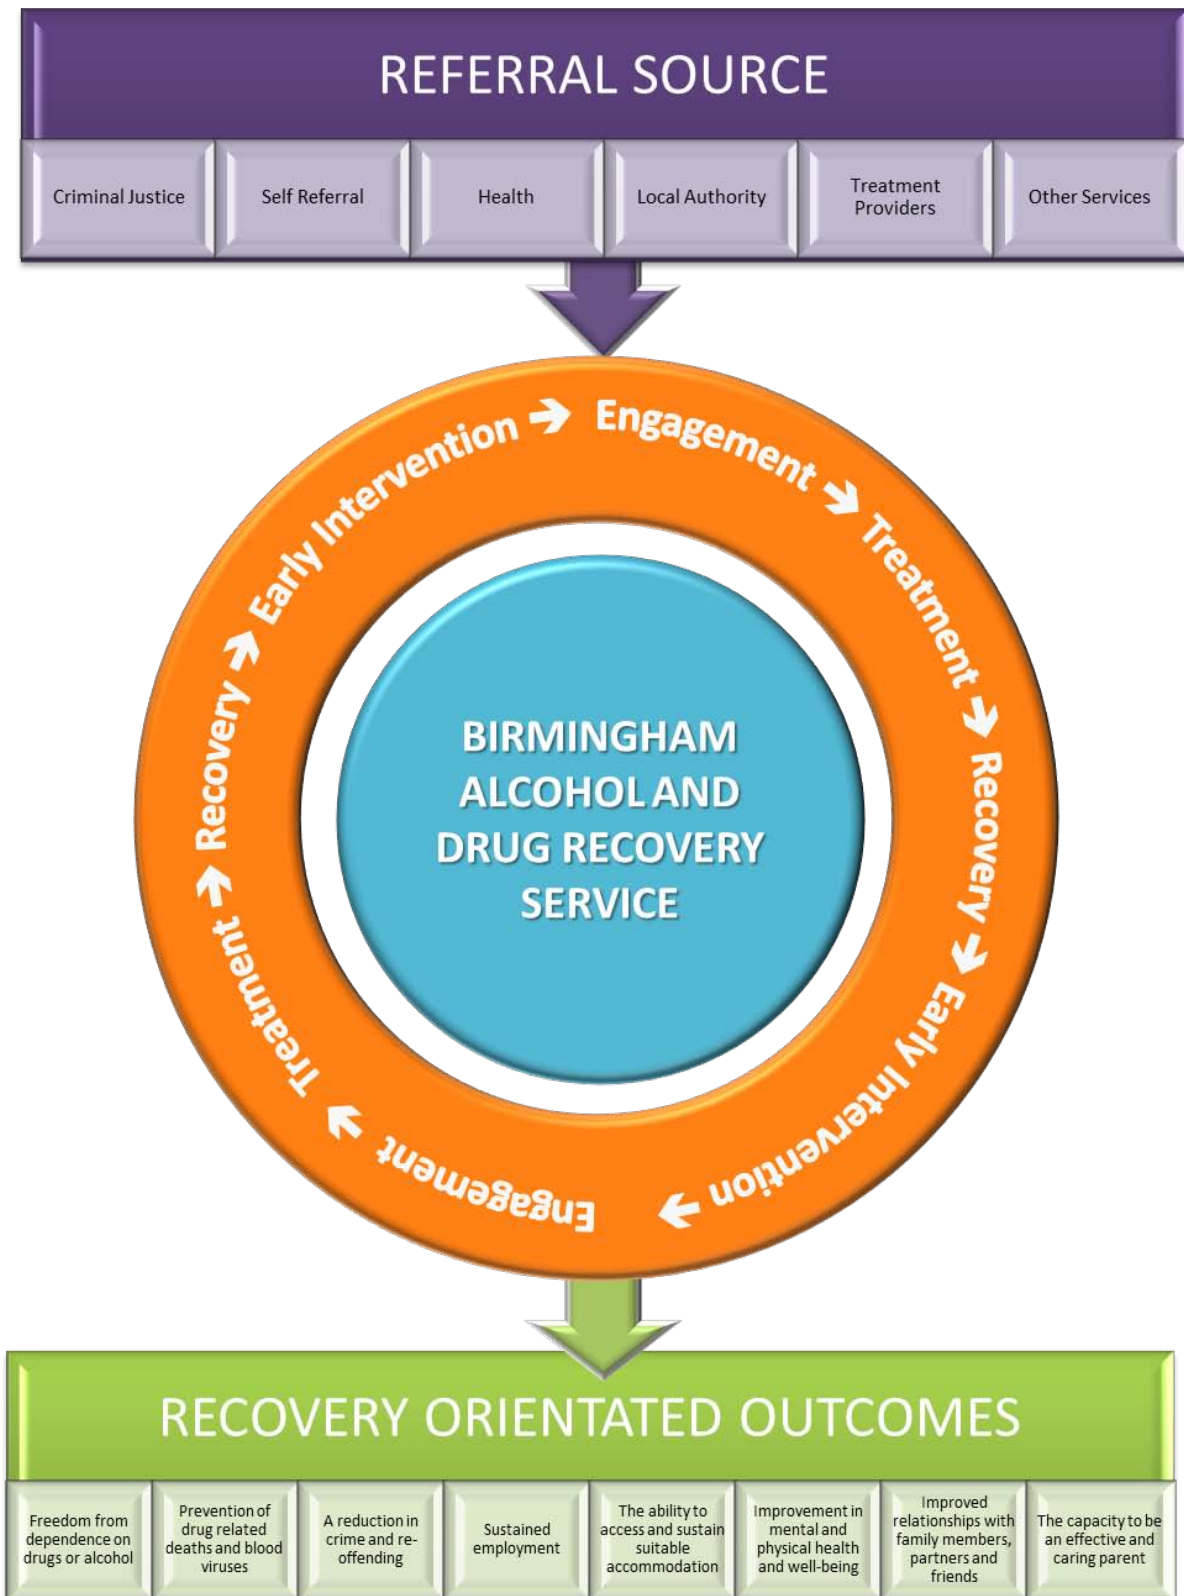 REFERRAL SOURCE
Criminal Justice
Self Referral
Health
Local Authority
Treatment
Providers
Other Services
Engagement → Treatment → Recovery → Early Intervention → Engagement → Treatment → Recovery → Early Intervention →
BIRMINGHAM
ALCOHOL AND
DRUG RECOVERY
SERVICE
RECOVERY ORIENTATED OUTCOMES
Freedom from
dependence on
drugs or alcohol
Prevention of
drug related
deaths and blood
viruses
A reduction in
crime and re-
offending
Sustained
employment
The ability to
access and sustain
suitable
accommodation
Improvement in
mental and
physical health
and well-being
Improved
relationships with
family members,
partners and
friends
The capacity to be
an effective and
caring parent